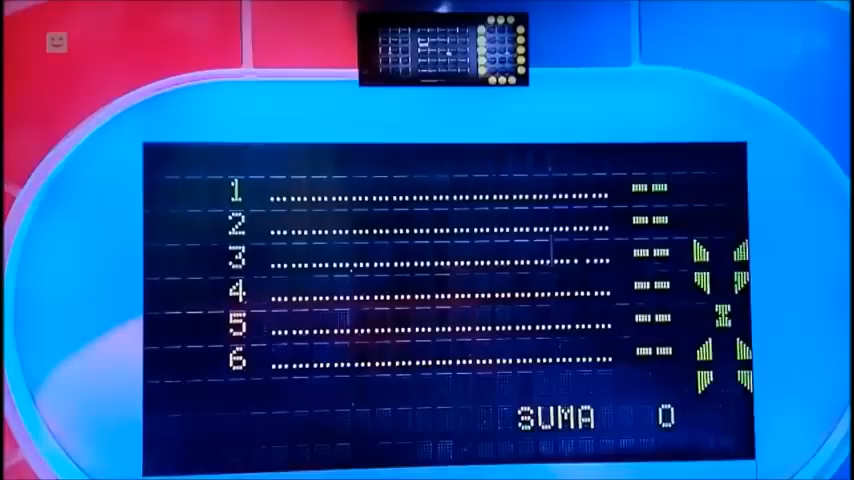 1 ................................................ --
2 ................................................ --
3 ................................................ --
4 ................................................ --
5 ................................................ --
6 ................................................ --
SUMA 0